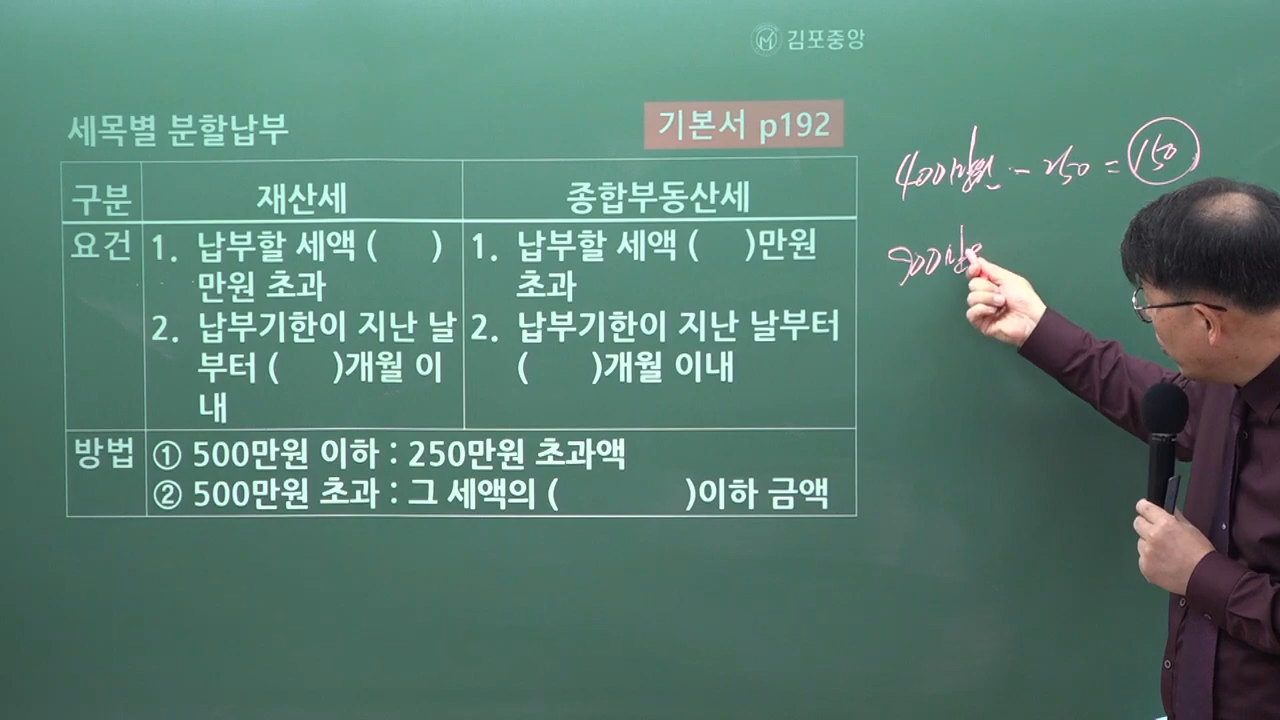 김포중앙
세목별 분할납부
기본서 p192
구분 재산세 종합부동산세
요건 1. 납부할 세액 ( )
만원 초과
2. 납부기한이 지난 날
부터 ( )개월 이
내
1. 납부할 세액 ( )만원
초과
2. 납부기한이 지난 날부터
( )개월 이내
방법 ① 500만원 이하 : 250만원 초과액
② 500만원 초과 : 그 세액의 ( )이하 금액
400만원 - 250 = 150